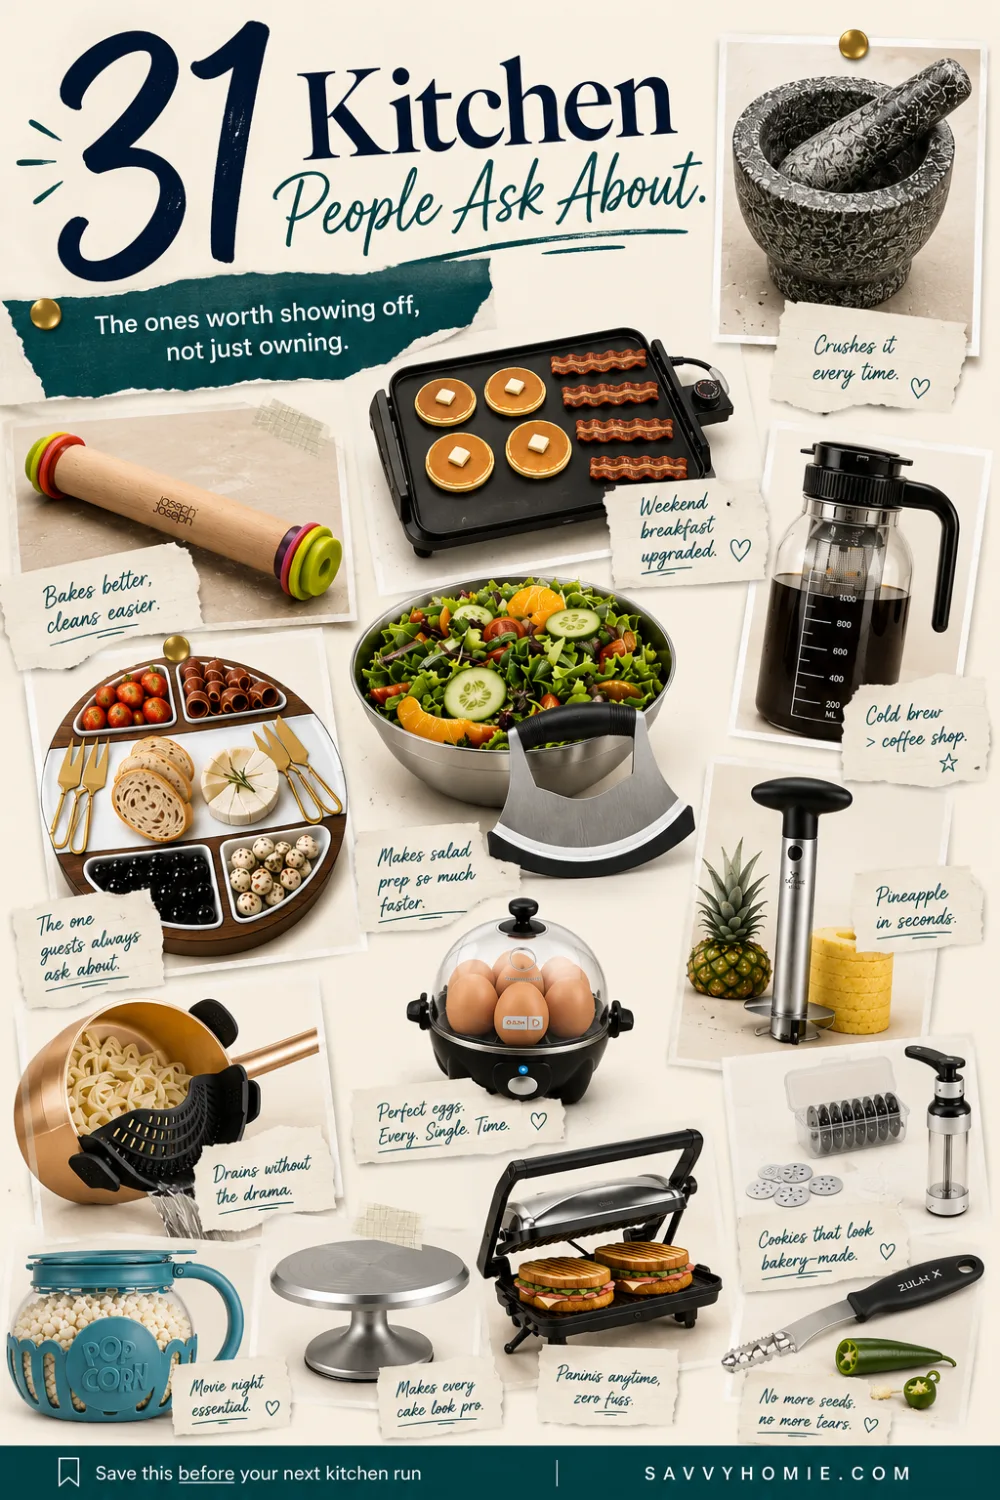 31 Kitchen
People Ask About.
The ones worth showing off,
not just owning.
Crushes it
every time.
Joseph
Joseph
Bakes better,
cleans easier.
Weekend
breakfast
upgraded.
800
600
400
200
ML
Cold brew
> coffee shop.
Makes salad
prep so much
faster.
The one
guests always
ask about.
Pineapple
in seconds.
DASH
Perfect eggs.
Every. Single. Time.
Drains without
the drama.
Cookies that look
bakery-made.
ZULAY X
POP
CORN
Movie night
essential.
Makes every
cake look pro.
Paninis anytime,
zero fuss.
No more seeds.
no more tears.
Save this before your next kitchen run
SAVVYHOMIE.COM